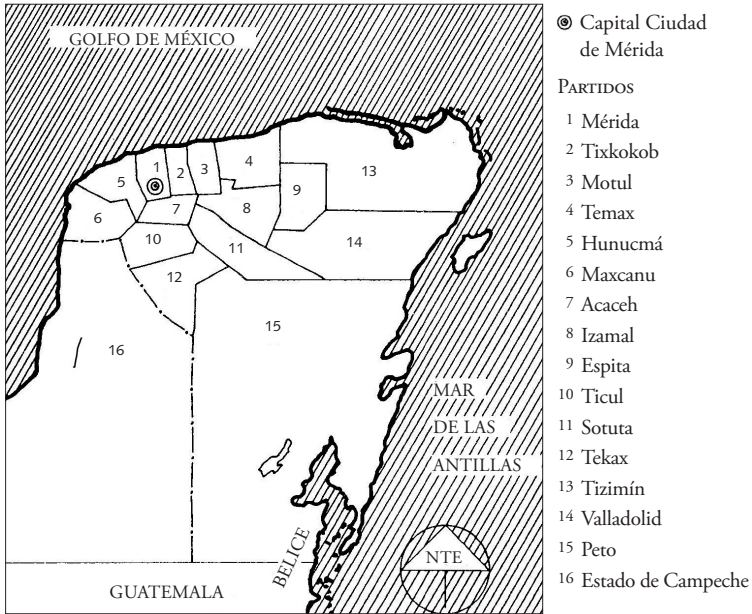 GOLFO DE MÉXICO
5
1
2
3
4
13
9
6
7
8
10
11
14
12
15
16
MAR
DE LAS
ANTILLAS
BELICE
NTE
GUATEMALA
Capital Ciudad
de Mérida
PARTIDOS
1 Mérida
2 Tixkokob
3 Motul
4 Temax
5 Hunucmá
6 Maxcanu
7 Acaceh
8 Izamal
9 Espita
10 Ticul
11 Sotuta
12 Tekax
13 Tizimín
14 Valladolid
15 Peto
16 Estado de Campeche